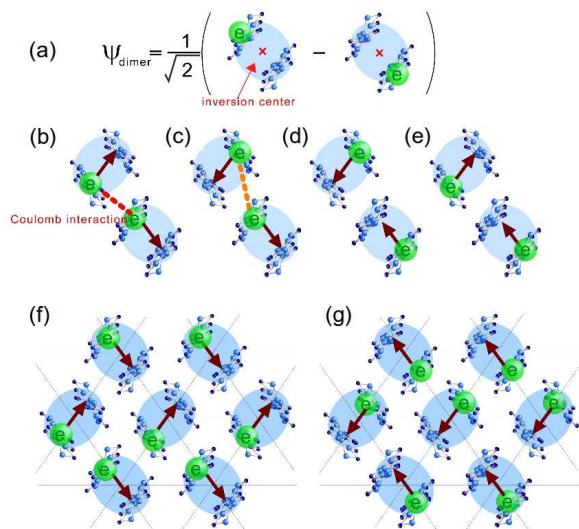 (a) Ψdimer = 1/√2 ( e × − × e )
inversion center
(b) (c) (d) (e)
e e e e
Coulomb interaction e e e e
(f) (g)
e e e e
e e e e e e
e e e e